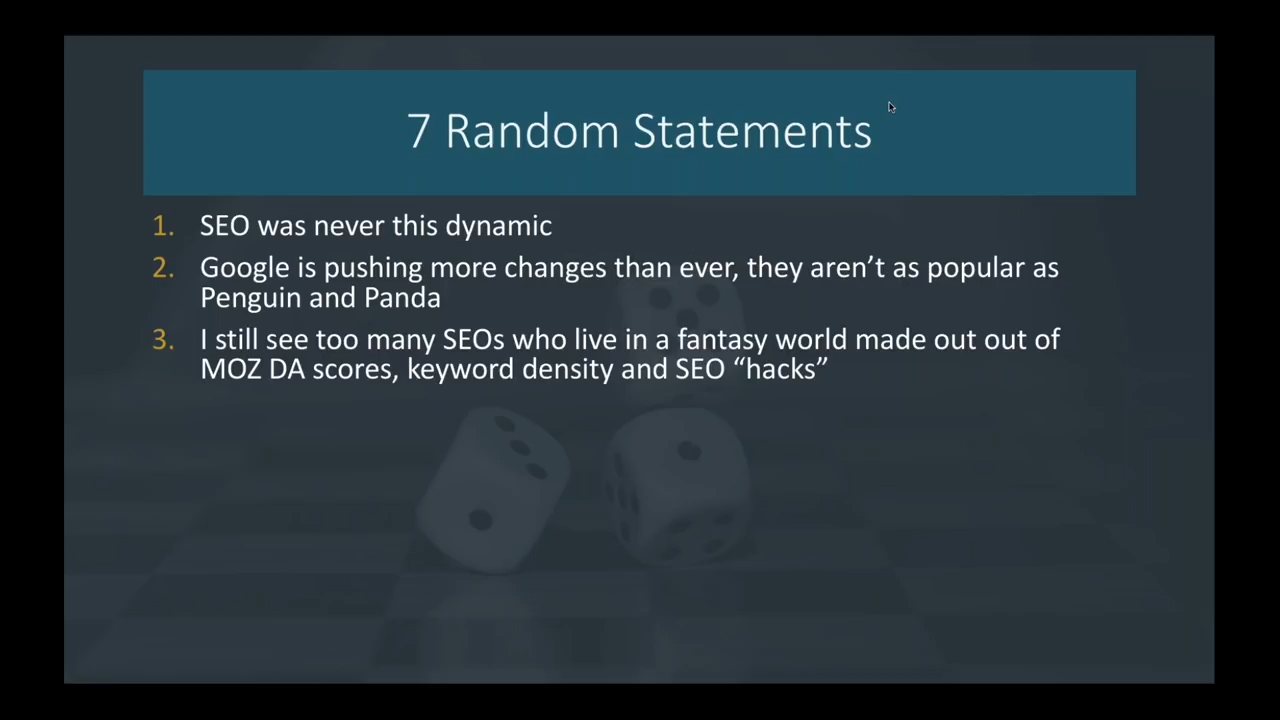 7 Random Statements
1. SEO was never this dynamic
2. Google is pushing more changes than ever, they aren’t as popular as
Penguin and Panda
3. I still see too many SEOs who live in a fantasy world made out out of
MOZ DA scores, keyword density and SEO “hacks”